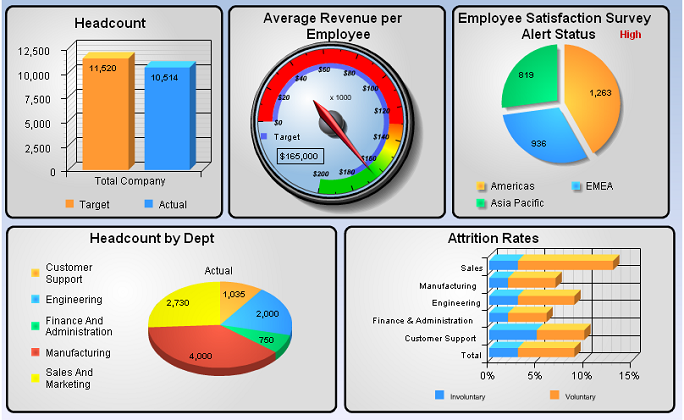 Headcount
12,500
10,000
7,500
5,000
2,500
0
11,520
10,514
Total Company
Target
Actual
Average Revenue per
Employee
$0
$20
$40
$60
$80
$100
$120
$140
$160
$180
$200
x 1000
Target
$165,000
Employee Satisfaction Survey
Alert Status
High
819
1,263
936
Americas
EMEA
Asia Pacific
Headcount by Dept
Customer
Support
Engineering
Finance And
Administration
Manufacturing
Sales And
Marketing
Actual
1,035
2,000
750
4,000
2,730
Attrition Rates
Sales
Manufacturing
Engineering
Finance & Administration
Customer Support
Total
0%
5%
10%
15%
Involuntary
Voluntary